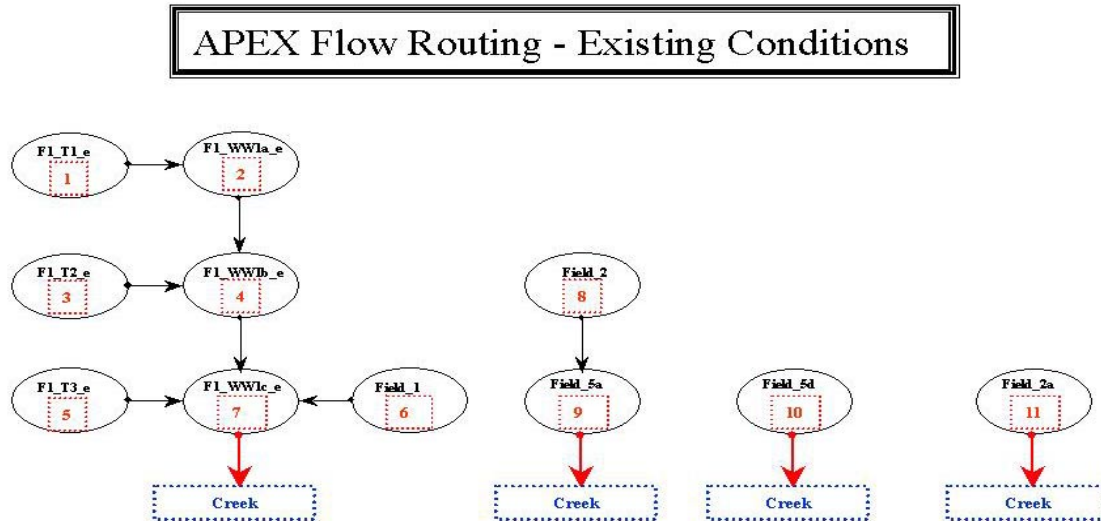 APEX Flow Routing - Existing Conditions
F1_T1_e
1
F1_WW1a_e
2
F1_T2_e
3
F1_WW1b_e
4
Field_2
8
F1_T3_e
5
F1_WW1c_e
7
Field_1
6
Field_5a
9
Field_5d
10
Field_2a
11
Creek
Creek
Creek
Creek